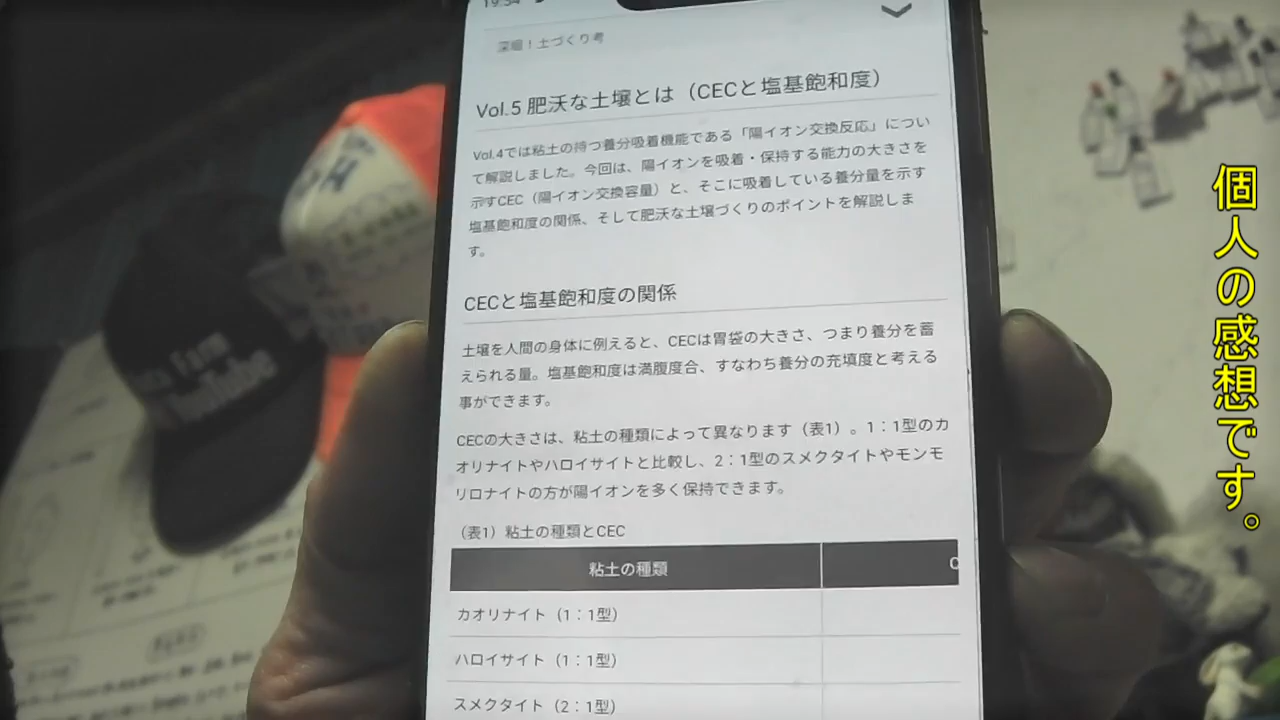 19:54
深掘！土づくり考
Vol.5 肥沃な土壌とは（CECと塩基飽和度）
Vol.4では粘土の持つ養分吸着機能である「陽イオン交換反応」につい
て解説しました。今回は、陽イオンを吸着・保持する能力の大きさを
示すCEC（陽イオン交換容量）と、そこに吸着している養分量を示す
塩基飽和度の関係、そして肥沃な土壌づくりのポイントを解説しま
す。
CECと塩基飽和度の関係
土壌を人間の身体に例えると、CECは胃袋の大きさ、つまり養分を蓄
えられる量。塩基飽和度は満腹度合、すなわち養分の充填度と考える
事ができます。
CECの大きさは、粘土の種類によって異なります（表1）。1：1型のカ
オリナイトやハロイサイトと比較し、2：1型のスメクタイトやモンモ
リロナイトの方が陽イオンを多く保持できます。
（表1）粘土の種類とCEC
粘土の種類 C
カオリナイト（1：1型）
ハロイサイト（1：1型）
スメクタイト（2：1型）
Farm
YouTube
個人の感想です。